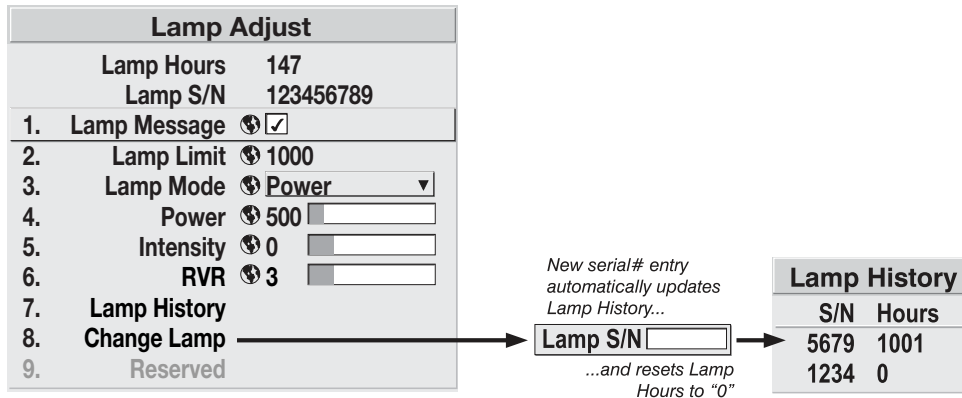 Lamp Adjust
Lamp Hours 147
Lamp S/N 123456789
1. Lamp Message ✓
2. Lamp Limit 1000
3. Lamp Mode Power ▼
4. Power 500
5. Intensity 0
6. RVR 3
7. Lamp History
8. Change Lamp
9. Reserved
New serial# entry
automatically updates
Lamp History...
Lamp S/N
...and resets Lamp
Hours to “0”
Lamp History
S/N Hours
5679 1001
1234 0